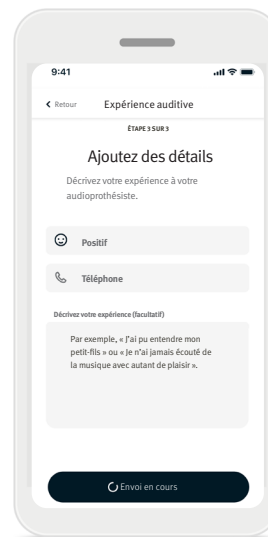 9:41
Retour Expérience auditive
ÉTAPE 3 SUR 3
Ajoutez des détails
Décrivez votre expérience à votre
audioprothésiste.
Positif
Téléphone
Décrivez votre expérience (facultatif)
Par exemple, « J'ai pu entendre mon
petit-fils » ou « Je n'ai jamais écouté de
la musique avec autant de plaisir ».
Envoi en cours